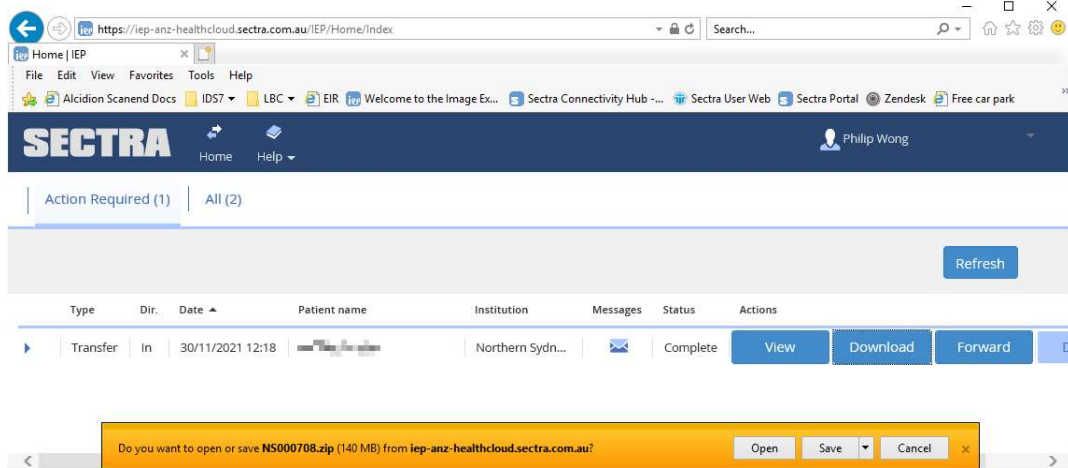 https://iep-anz-healthcloud.sectra.com.au/IEP/Home/Index Search...
iep Home | IEP
File Edit View Favorites Tools Help
Alcidion Scanend Docs IDS7 LBC EIR iep Welcome to the Image Ex... Sectra Connectivity Hub -... Sectra User Web Sectra Portal Zendesk Free car park
SECTRA Home Help Philip Wong
Action Required (1) All (2)
Refresh
Type Dir. Date Patient name Institution Messages Status Actions
Transfer In 30/11/2021 12:18 Northern Sydn... Complete View Download Forward
Do you want to open or save NS000708.zip (140 MB) from iep-anz-healthcloud.sectra.com.au? Open Save Cancel